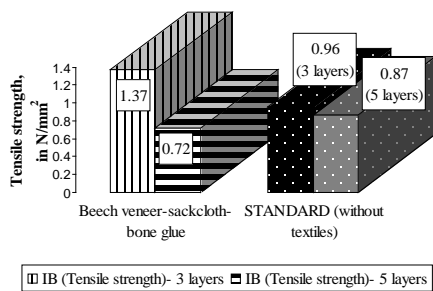 Tensile strength,
in N/mm²
1.4
1.2
1
0.8
0.6
0.4
0.2
0
1.37
0.72
0.96
(3 layers)
0.87
(5 layers)
Beech veneer-sackcloth-
bone glue
STANDARD (without
textiles)
IB (Tensile strength)- 3 layers
IB (Tensile strength)- 5 layers